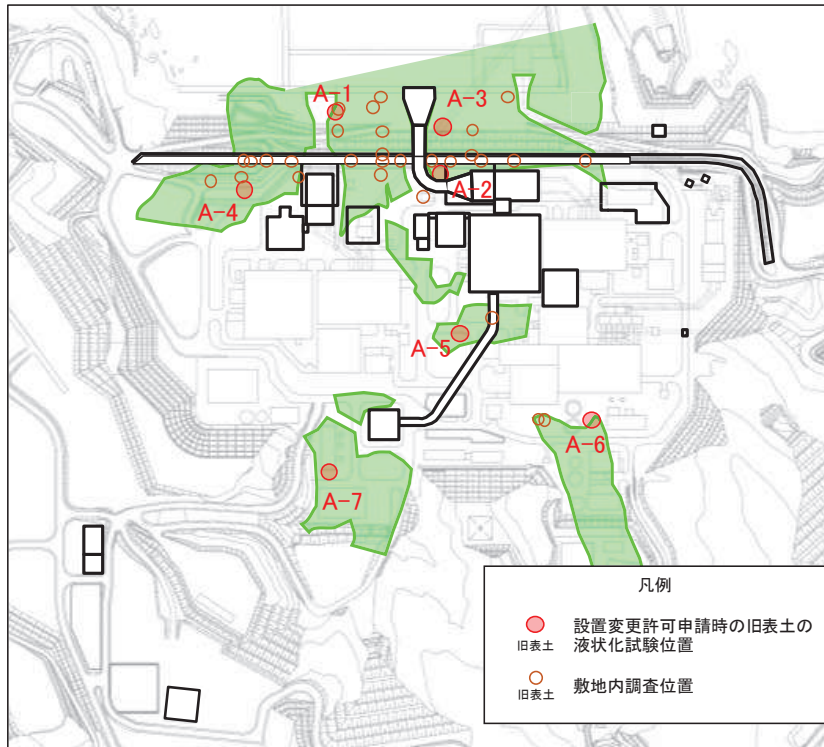 A-1
A-3
A-2
A-4
A-5
A-6
A-7
凡例
旧表土
設置変更許可申請時の旧表土の
液状化試験位置
旧表土
敷地内調査位置